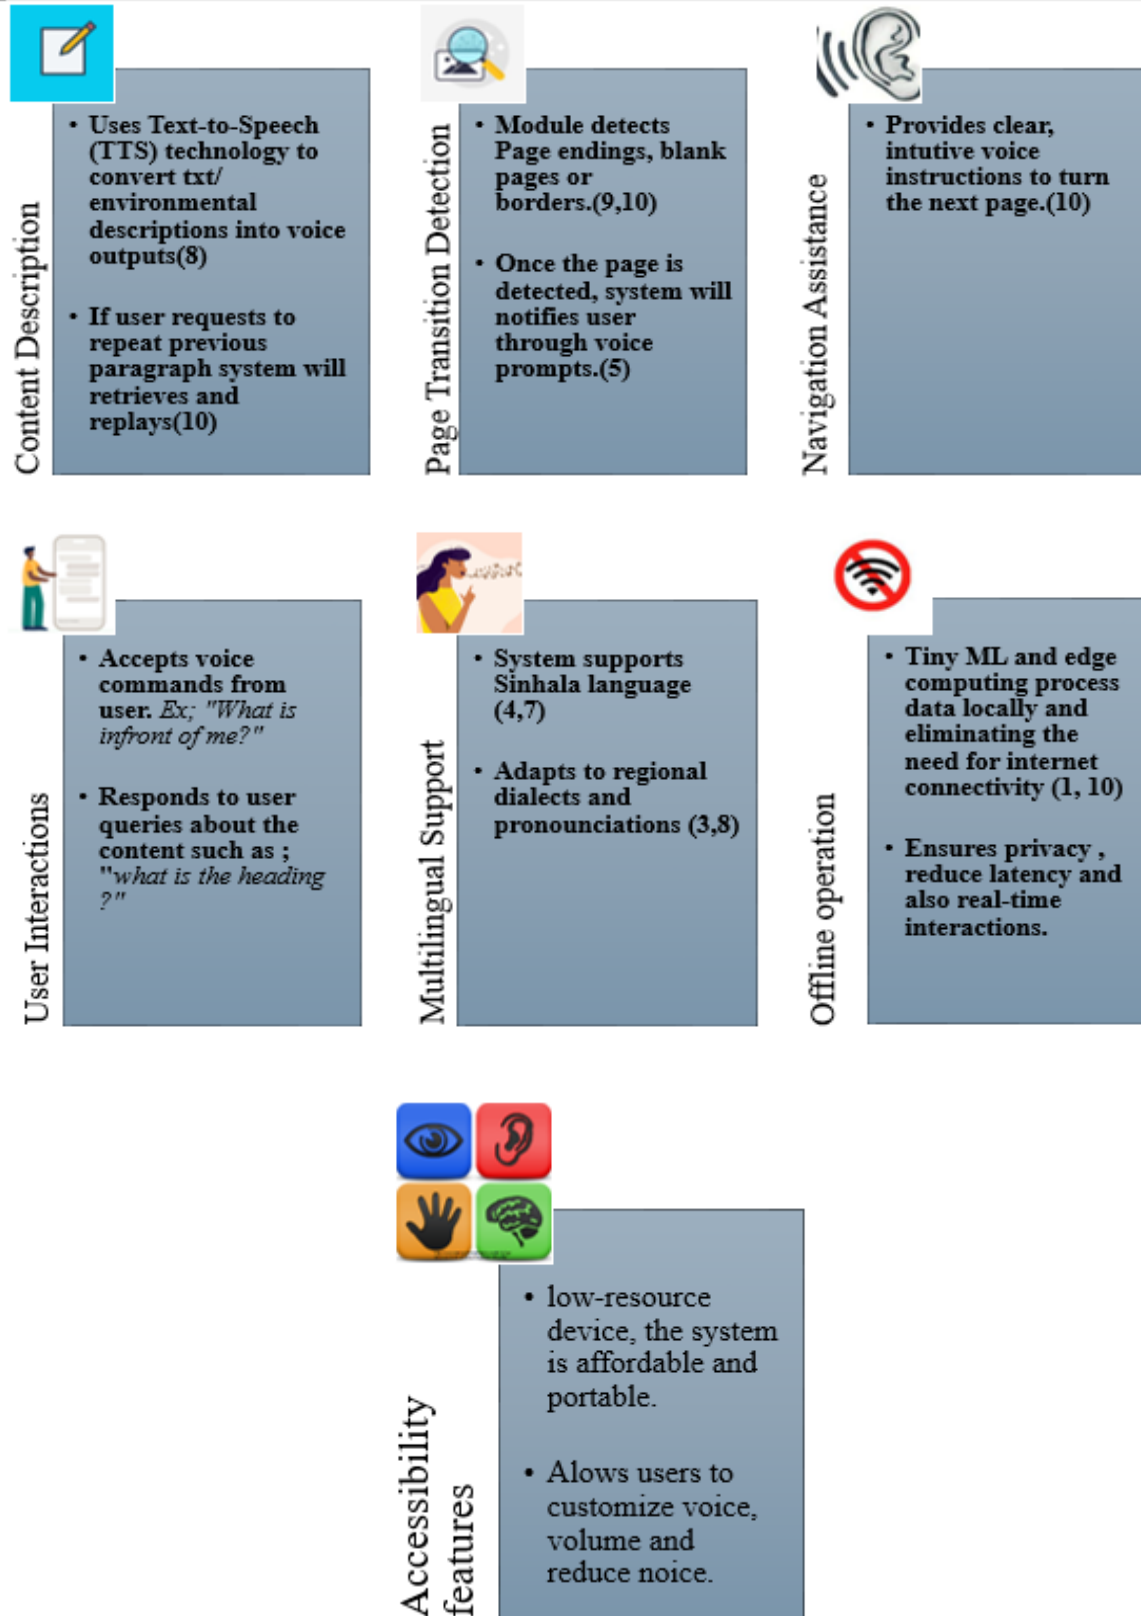 Content Description
• Uses Text-to-Speech
(TTS) technology to
convert txt/
environmental
descriptions into voice
outputs(8)
• If user requests to
repeat previous
paragraph system will
retrieves and
replays(10)
Page Transition Detection
• Module detects
Page endings, blank
pages or
borders.(9,10)
• Once the page is
detected, system will
notifies user
through voice
prompts.(5)
Navigation Assistance
• Provides clear,
intutive voice
instructions to turn
the next page.(10)
User Interactions
• Accepts voice
commands from
user. Ex; "What is
infront of me?"
• Responds to user
queries about the
content such as ;
"what is the heading
?"
Multilingual Support
• System supports
Sinhala language
(4,7)
• Adapts to regional
dialects and
pronounciations (3,8)
Offline operation
• Tiny ML and edge
computing process
data locally and
eliminating the
need for internet
connectivity (1, 10)
• Ensures privacy ,
reduce latency and
also real-time
interactions.
Accessibility
features
• low-resource
device, the system
is affordable and
portable.
• Alows users to
customize voice,
volume and
reduce noice.